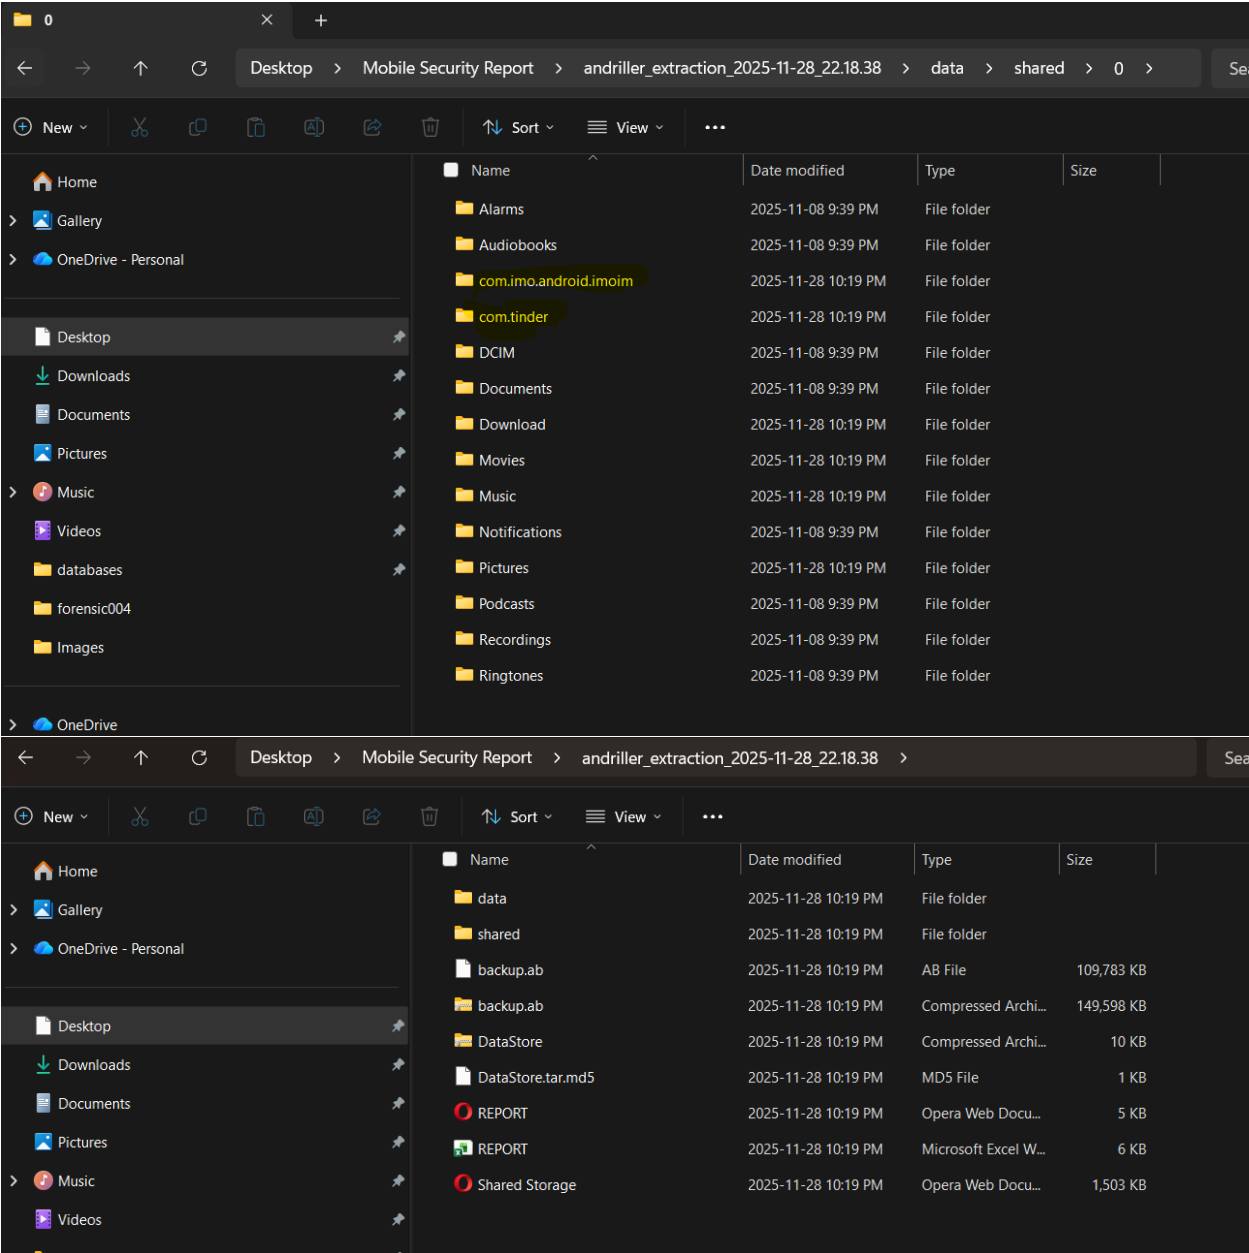 0
Desktop > Mobile Security Report > andriller_extraction_2025-11-28_22.18.38 > data > shared > 0 >
New Sort View
Name Date modified Type Size
Home
Gallery
OneDrive - Personal
Desktop
Downloads
Documents
Pictures
Music
Videos
databases
forensic004
Images
OneDrive
Alarms 2025-11-08 9:39 PM File folder
Audiobooks 2025-11-08 9:39 PM File folder
com.imo.android.imoim 2025-11-28 10:19 PM File folder
com.tinder 2025-11-28 10:19 PM File folder
DCIM 2025-11-08 9:39 PM File folder
Documents 2025-11-08 9:39 PM File folder
Download 2025-11-28 10:19 PM File folder
Movies 2025-11-28 10:19 PM File folder
Music 2025-11-28 10:19 PM File folder
Notifications 2025-11-08 9:39 PM File folder
Pictures 2025-11-28 10:19 PM File folder
Podcasts 2025-11-08 9:39 PM File folder
Recordings 2025-11-08 9:39 PM File folder
Ringtones 2025-11-08 9:39 PM File folder
Desktop > Mobile Security Report > andriller_extraction_2025-11-28_22.18.38 >
New Sort View
Name Date modified Type Size
Home
Gallery
OneDrive - Personal
Desktop
Downloads
Documents
Pictures
Music
Videos
data 2025-11-28 10:19 PM File folder
shared 2025-11-28 10:19 PM File folder
backup.ab 2025-11-28 10:19 PM AB File 109,783 KB
backup.ab 2025-11-28 10:19 PM Compressed Archi... 149,598 KB
DataStore 2025-11-28 10:19 PM Compressed Archi... 10 KB
DataStore.tar.md5 2025-11-28 10:19 PM MD5 File 1 KB
REPORT 2025-11-28 10:19 PM Opera Web Docu... 5 KB
REPORT 2025-11-28 10:19 PM Microsoft Excel W... 6 KB
Shared Storage 2025-11-28 10:19 PM Opera Web Docu... 1,503 KB